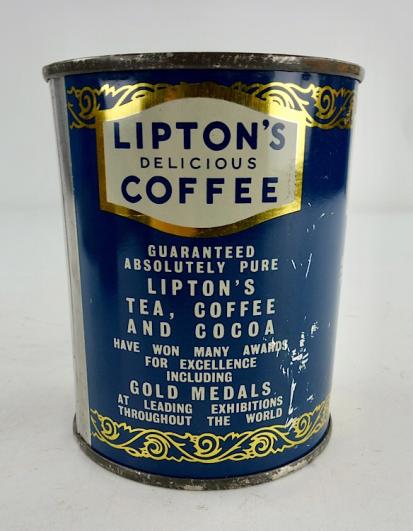 LIPTON'S
DELICIOUS
COFFEE
GUARANTEED
ABSOLUTELY PURE
LIPTON'S
TEA, COFFEE
AND COCOA
HAVE WON MANY AWARDS
FOR EXCELLENCE
INCLUDING
GOLD MEDALS
AT LEADING EXHIBITIONS
THROUGHOUT THE WORLD